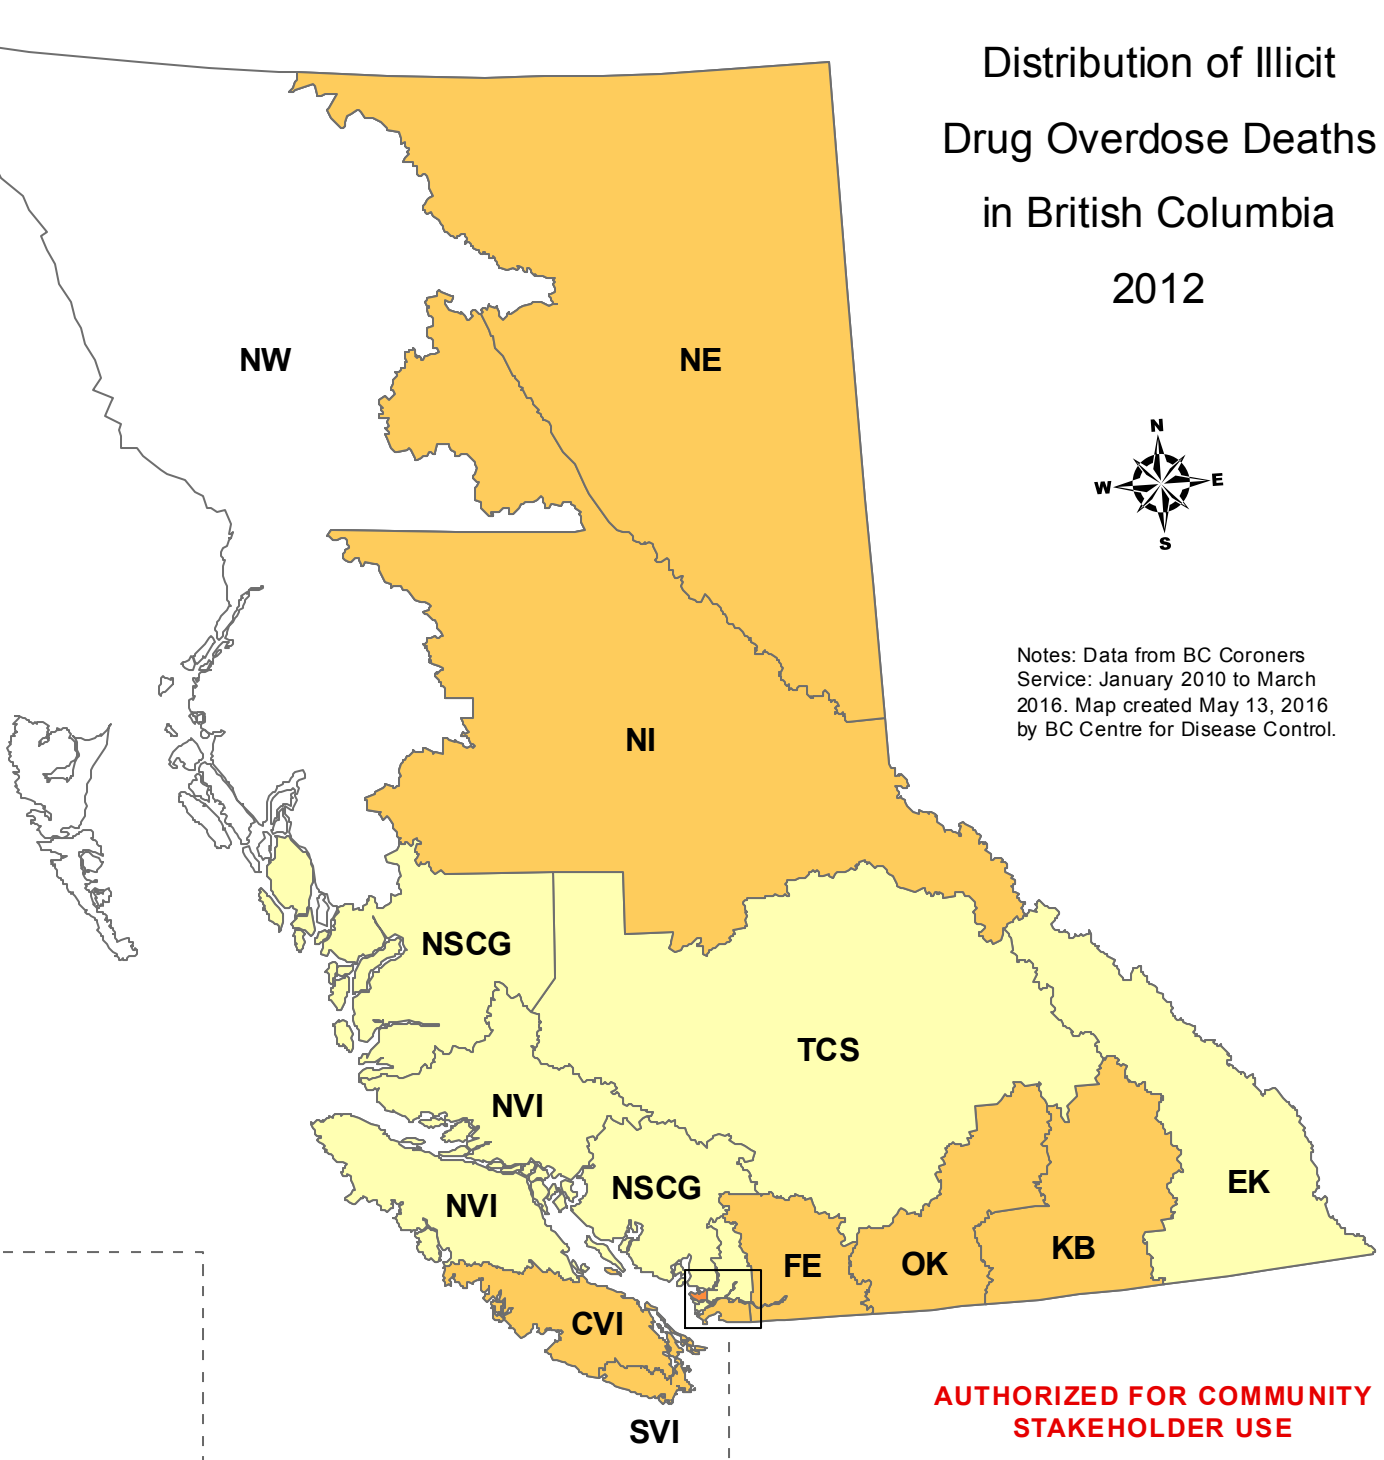 Distribution of Illicit
Drug Overdose Deaths
in British Columbia
2012
NW
NE
N
W
E
S
Notes: Data from BC Coroners
Service: January 2010 to March
2016. Map created May 13, 2016
by BC Centre for Disease Control.
NI
NSCG
TCS
NVI
NSCG
EK
NVI
KB
FE
OK
CVI
AUTHORIZED FOR COMMUNITY
STAKEHOLDER USE
SVI